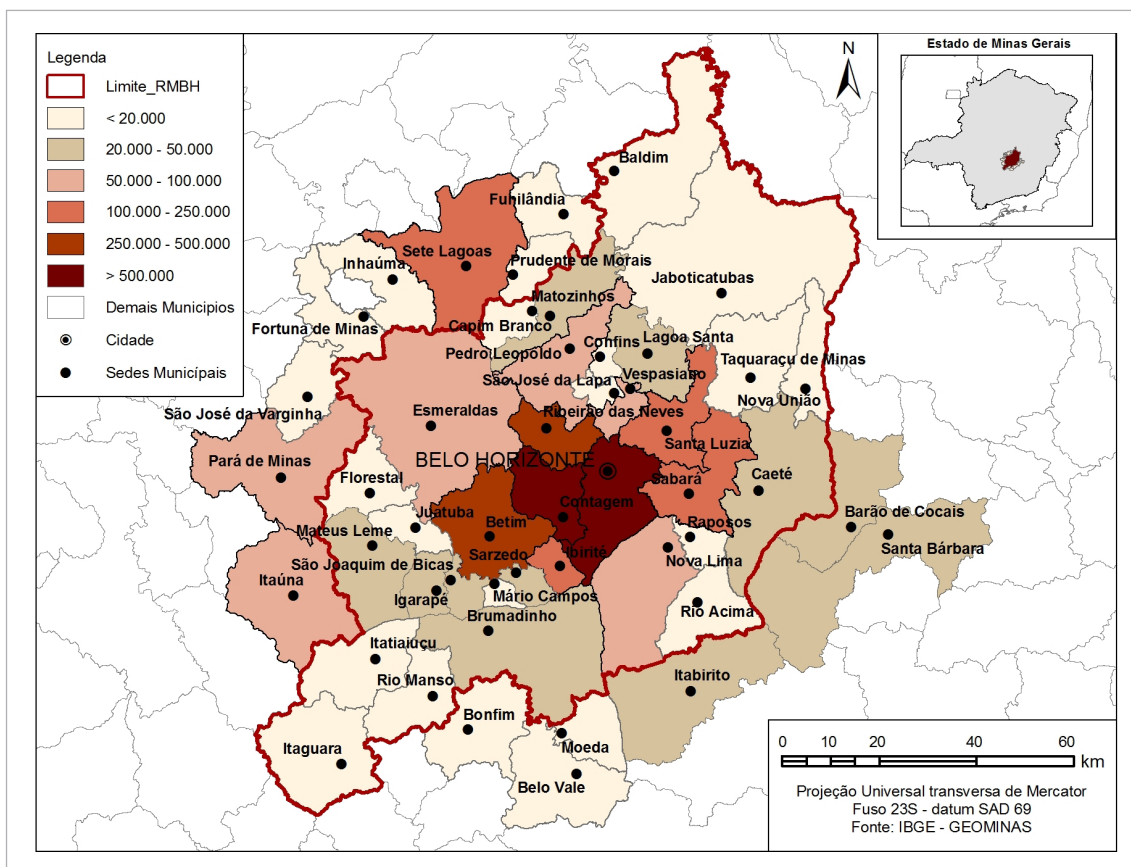 Legenda
Limite_RMBH
< 20.000
20.000 - 50.000
50.000 - 100.000
100.000 - 250.000
250.000 - 500.000
> 500.000
Demais Municipios
Cidade
Sedes Municípais
N
Estado de Minas Gerais
Baldim
Funilândia
Sete Lagoas
Prudente de Morais
Inhaúma
Jaboticatubas
Matozinhos
Fortuna de Minas
Capim Branco
Confins
Lagoa Santa
Pedro Leopoldo
Taquaraçu de Minas
São José da Lapa
Vespasiano
Nova União
São José da Varginha
Esmeraldas
Ribeirão das Neves
Santa Luzia
Pará de Minas
BELO HORIZONTE
Florestal
Sabará
Caeté
Contagem
Juatuba
Betim
Raposos
Barão de Cocais
Mateus Leme
Santa Bárbara
Sarzedo
Ibirité
Nova Lima
São Joaquim de Bicas
Itaúna
Igarapé
Mário Campos
Rio Acima
Brumadinho
Itatiaiuçu
Rio Manso
Itabirito
Bonfim
Itaguara
Moeda
Belo Vale
0 10 20 40 60
km
Projeção Universal transversa de Mercator
Fuso 23S - datum SAD 69
Fonte: IBGE - GEOMINAS